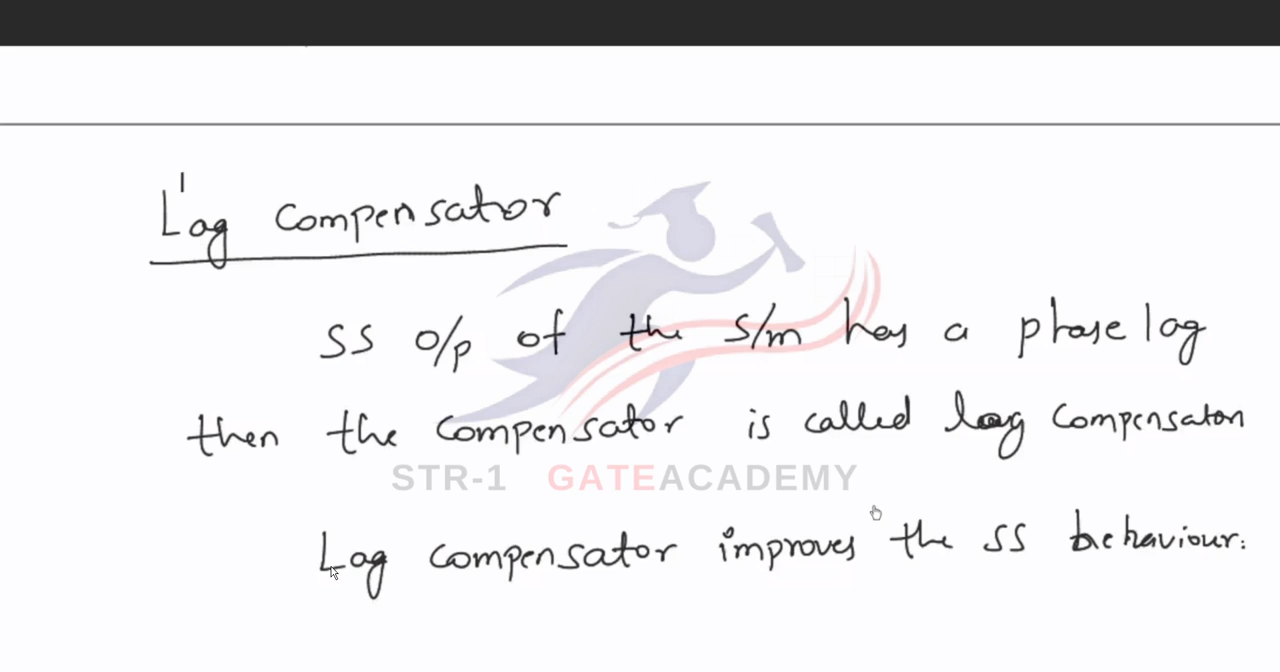 Lag compensator
SS o/p of the s/m has a phase lag
then the compensator is called lag compensator
STR-1 GATEACADEMY
Lag compensator improves the SS behaviour.